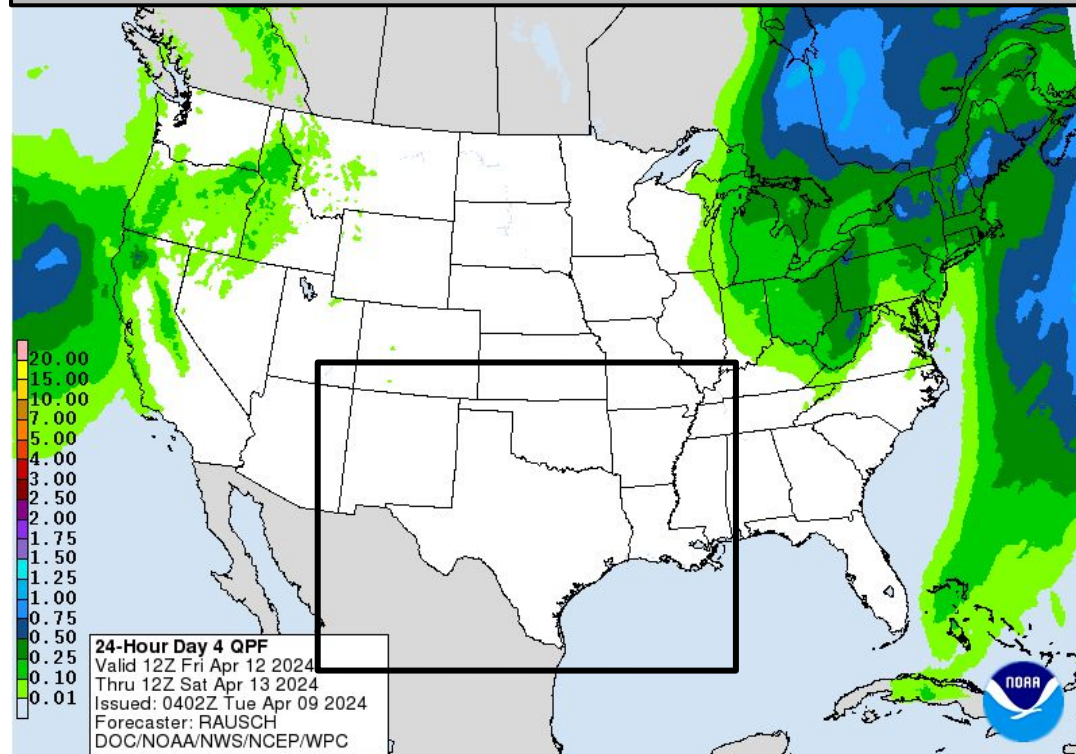 20.00
15.00
10.00
7.00
5.00
4.00
3.00
2.50
2.00
1.75
1.50
1.25
1.00
0.75
0.50
0.25
0.10
0.01
24-Hour Day 4 QPF
Valid 12Z Fri Apr 12 2024
Thru 12Z Sat Apr 13 2024
Issued: 0402Z Tue Apr 09 2024
Forecaster: RAUSCH
DOC/NOAA/NWS/NCEP/WPC
NOAA